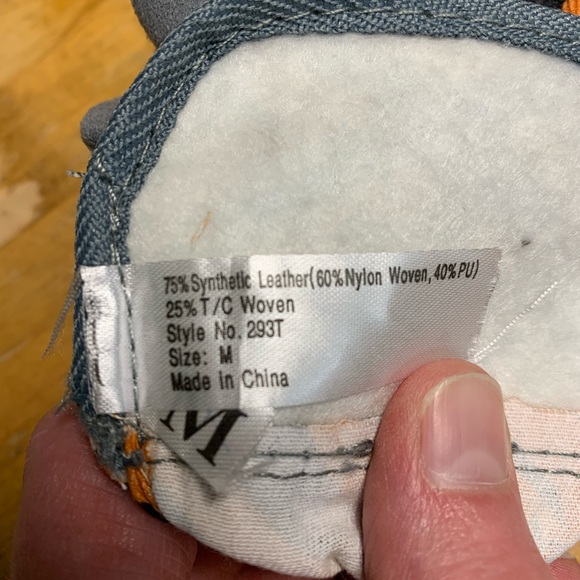 75% Synthetic Leather(60%Nylon Woven, 40%PU)
25%T/C Woven
Style No. 293T
Size: M
Made in China
M